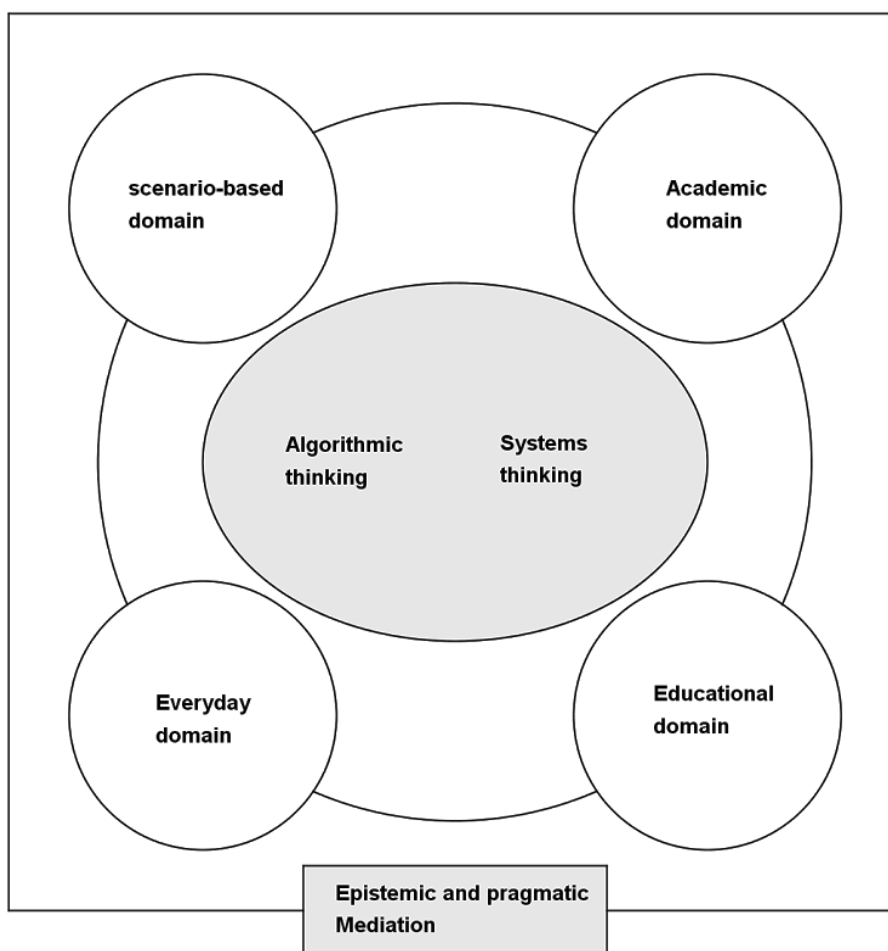 scenario-based
domain
Academic
domain
Algorithmic
thinking
Systems
thinking
Everyday
domain
Educational
domain
Epistemic and pragmatic
Mediation